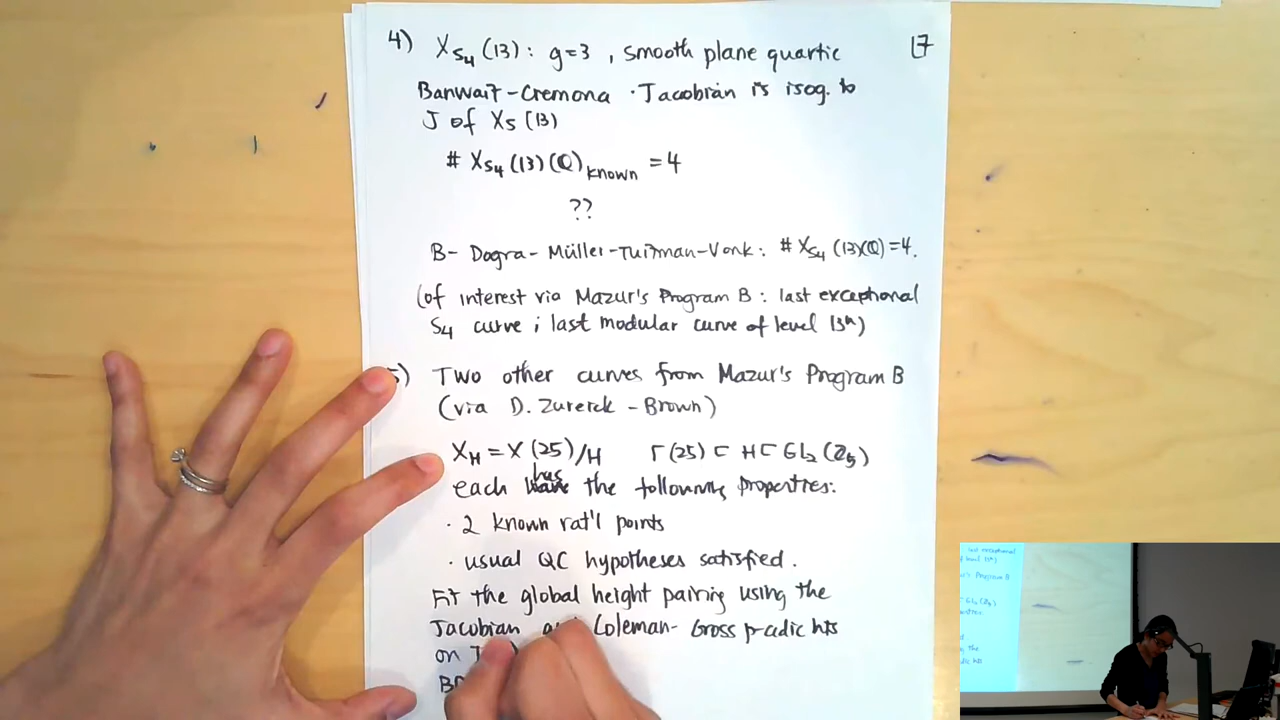 4) X_{S_4}(13): g=3, smooth plane quartic
17
Banwait-Cremona · Jacobian is isog. to
J of X_S(13)
# X_{S_4}(13)(Q)_{known} = 4
??
B- Dogra- Müller-Tuitman-Vonk: # X_{S_4}(13)(Q)=4.
(of interest via Mazur's Program B: last exceptional
S_4 curve; last modular curve of level 13^n)
5) Two other curves from Mazur's Program B
(via D. Zureick-Brown)
X_H = X(25)/H Γ(25) ⊂ H ⊂ GL_2(Z_5)
each has the following properties:
· 2 known rat'l points
· usual QC hypotheses satisfied.
Fit the global height pairing using the
Jacobian Coleman- Gross p-adic hts
on